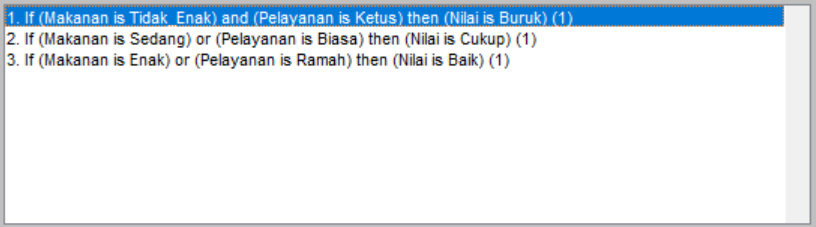 1. If (Makanan is Tidak_Enak) and (Pelayanan is Ketus) then (Nilai is Buruk) (1)
2. If (Makanan is Sedang) or (Pelayanan is Biasa) then (Nilai is Cukup) (1)
3. If (Makanan is Enak) or (Pelayanan is Ramah) then (Nilai is Baik) (1)